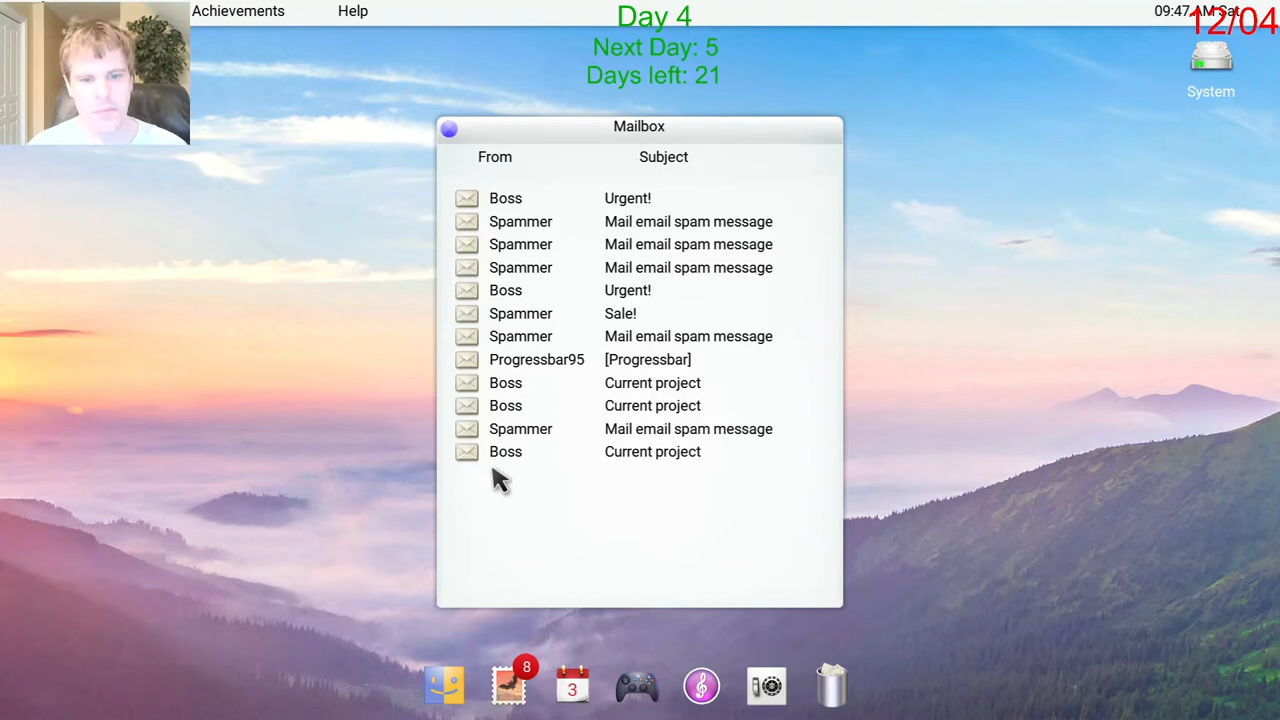 Achievements Help 09:47 AM Sat
12/04
Day 4
Next Day: 5
Days left: 21
System
Mailbox
From Subject
Boss Urgent!
Spammer Mail email spam message
Spammer Mail email spam message
Spammer Mail email spam message
Boss Urgent!
Spammer Sale!
Spammer Mail email spam message
Progressbar95 [Progressbar]
Boss Current project
Boss Current project
Spammer Mail email spam message
Boss Current project
8
3